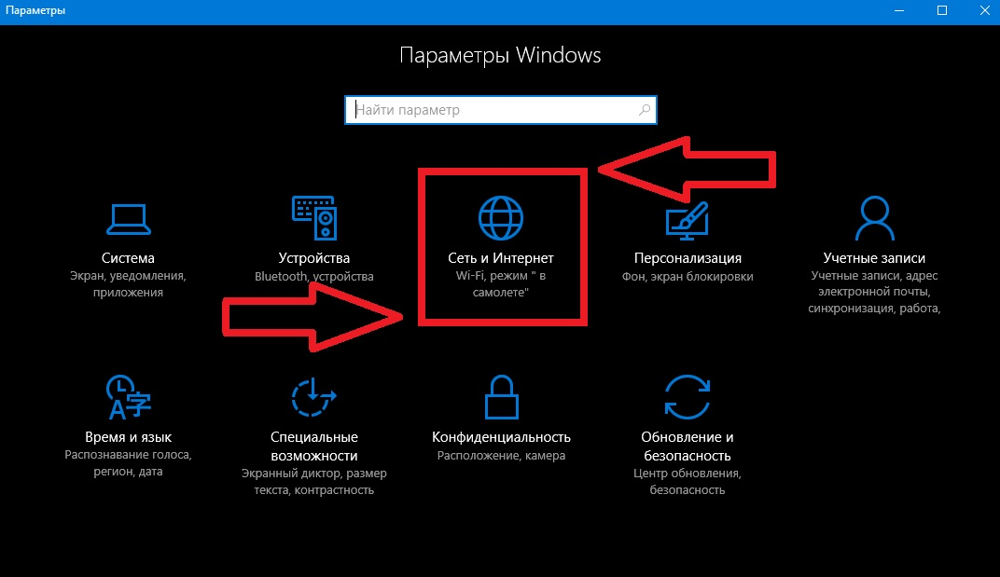 Параметры
Параметры Windows
Найти параметр
Система
Экран, уведомления,
приложения
Устройства
Bluetooth, устройства
Сеть и Интернет
Wi-Fi, режим " в
самолете"
Персонализация
Фон, экран блокировки
Учетные записи
Учетные записи, адрес
электронной почты,
синхронизация, работа,
Время и язык
Распознавание голоса,
регион, дата
Специальные
возможности
Экранный диктор, размер
текста, контрастность
Конфиденциальность
Расположение, камера
Обновление и
безопасность
Центр обновления,
безопасность